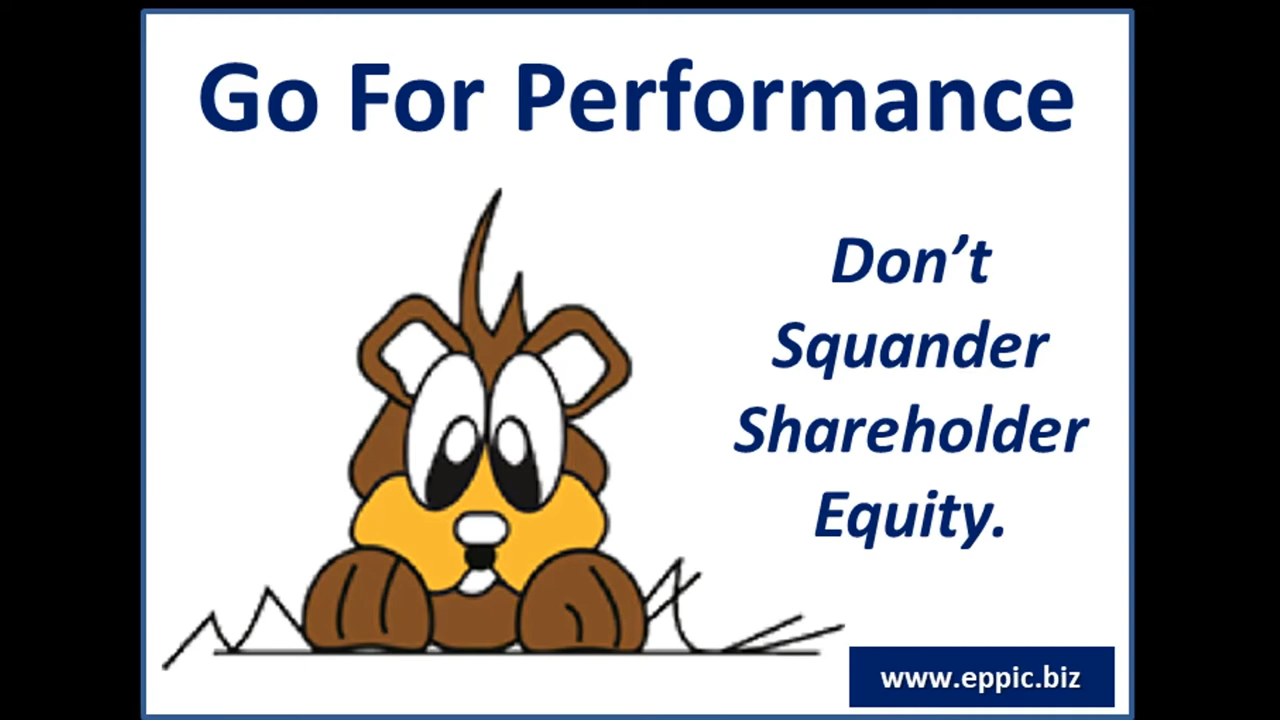 Go For Performance
Don’t
Squander
Shareholder
Equity.
www.eppic.biz